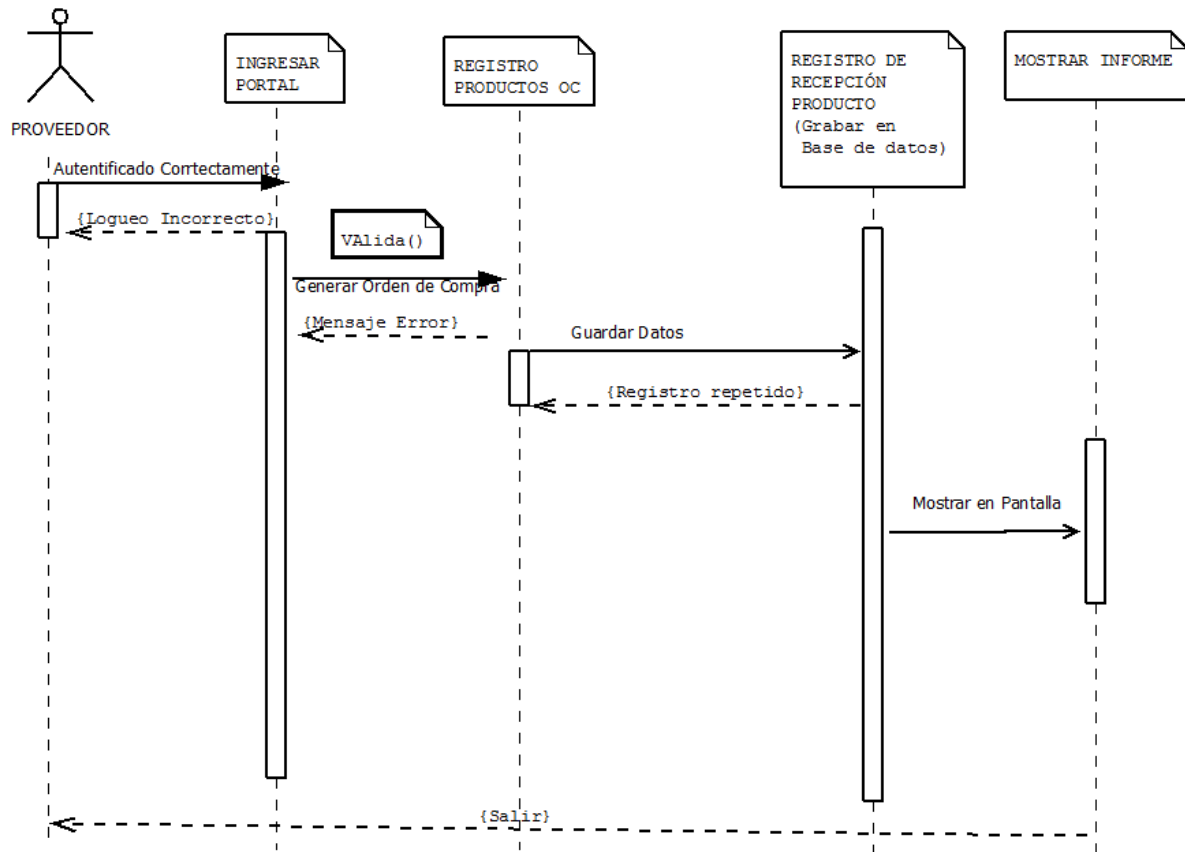 PROVEEDOR
INGRESAR
PORTAL
REGISTRO
PRODUCTOS OC
REGISTRO DE
RECEPCIÓN
PRODUCTO
(Grabar en
Base de datos)
MOSTRAR INFORME
Autentificado Corrtectamente
{Logueo Incorrecto}
VAlida()
Generar Orden de Compra
{Mensaje Error}
Guardar Datos
{Registro repetido}
Mostrar en Pantalla
{Salir}